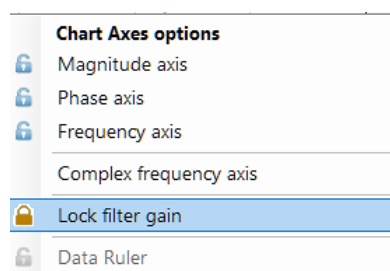 Chart Axes options
Magnitude axis
Phase axis
Frequency axis
Complex frequency axis
Lock filter gain
Data Ruler